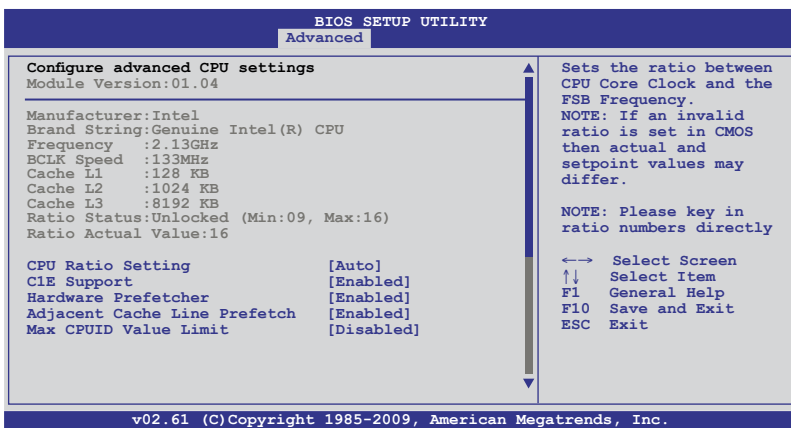 BIOS SETUP UTILITY
Advanced
Configure advanced CPU settings
Module Version:01.04
Manufacturer:Intel
Brand String:Genuine Intel(R) CPU
Frequency :2.13GHz
BCLK Speed :133MHz
Cache L1 :128 KB
Cache L2 :1024 KB
Cache L3 :8192 KB
Ratio Status:Unlocked (Min:09, Max:16)
Ratio Actual Value:16
CPU Ratio Setting [Auto]
C1E Support [Enabled]
Hardware Prefetcher [Enabled]
Adjacent Cache Line Prefetch [Enabled]
Max CPUID Value Limit [Disabled]
Sets the ratio between
CPU Core Clock and the
FSB Frequency.
NOTE: If an invalid
ratio is set in CMOS
then actual and
setpoint values may
differ.
NOTE: Please key in
ratio numbers directly
←→ Select Screen
↑↓ Select Item
F1 General Help
F10 Save and Exit
ESC Exit
v02.61 (C)Copyright 1985-2009, American Megatrends, Inc.